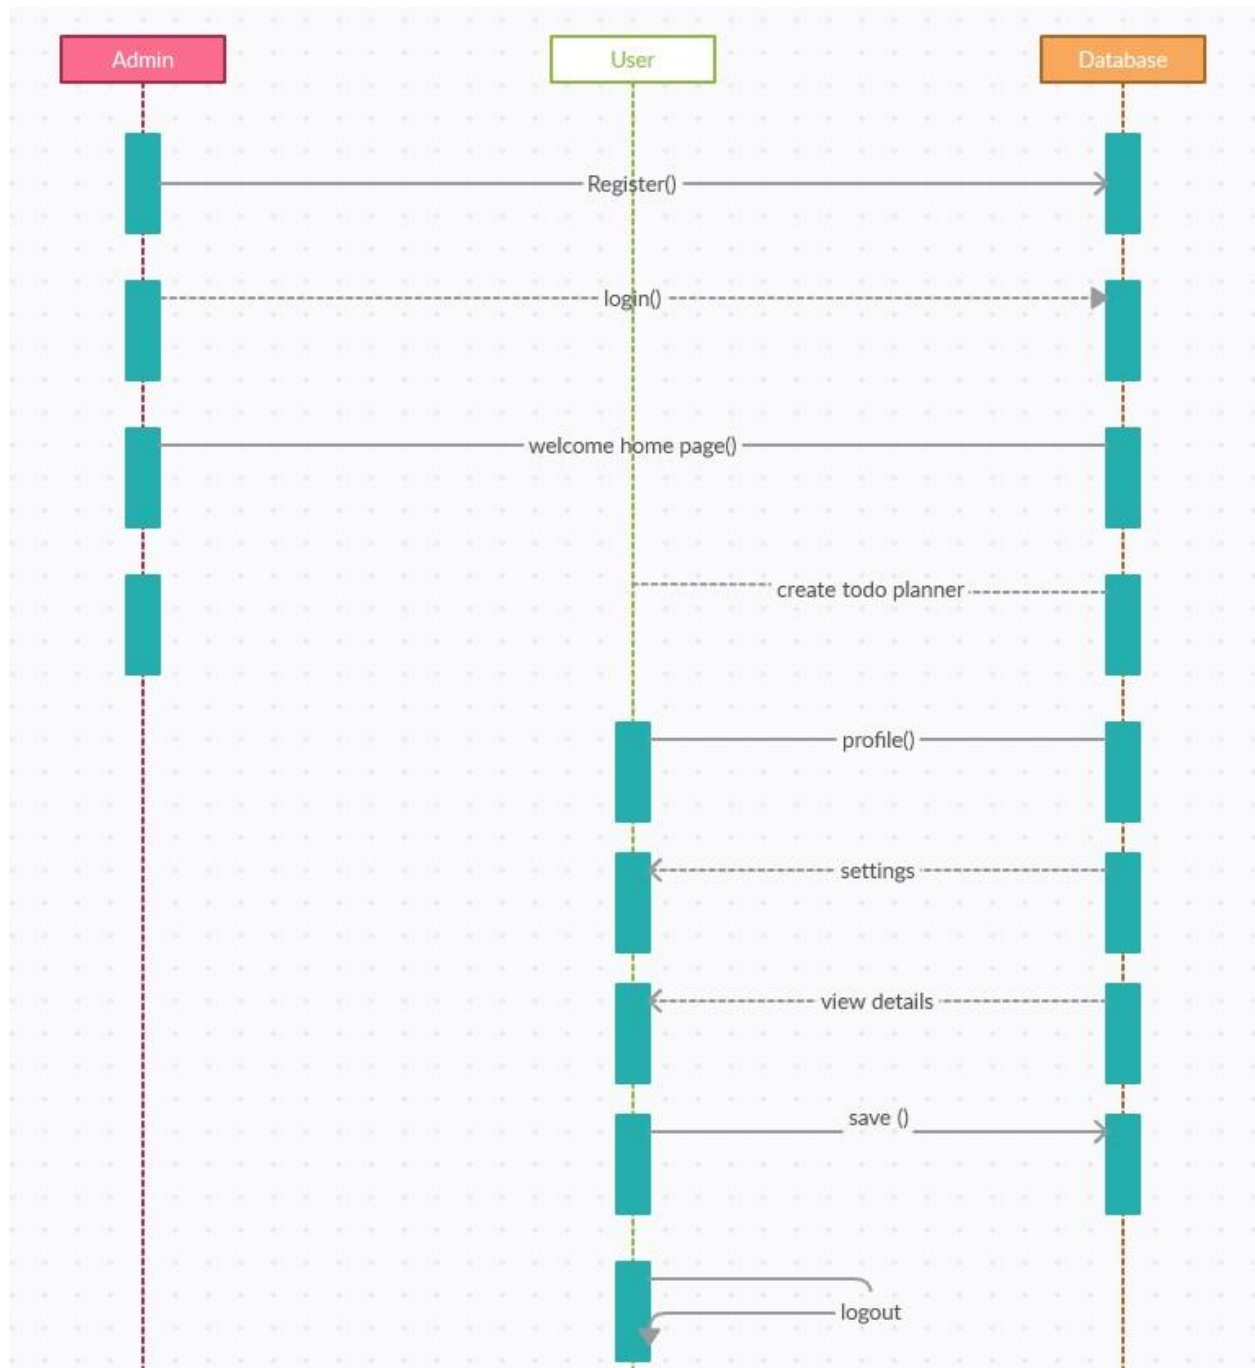 Admin
User
Database
Register()
login()
welcome home page()
create todo planner
profile()
settings
view details
save ()
logout